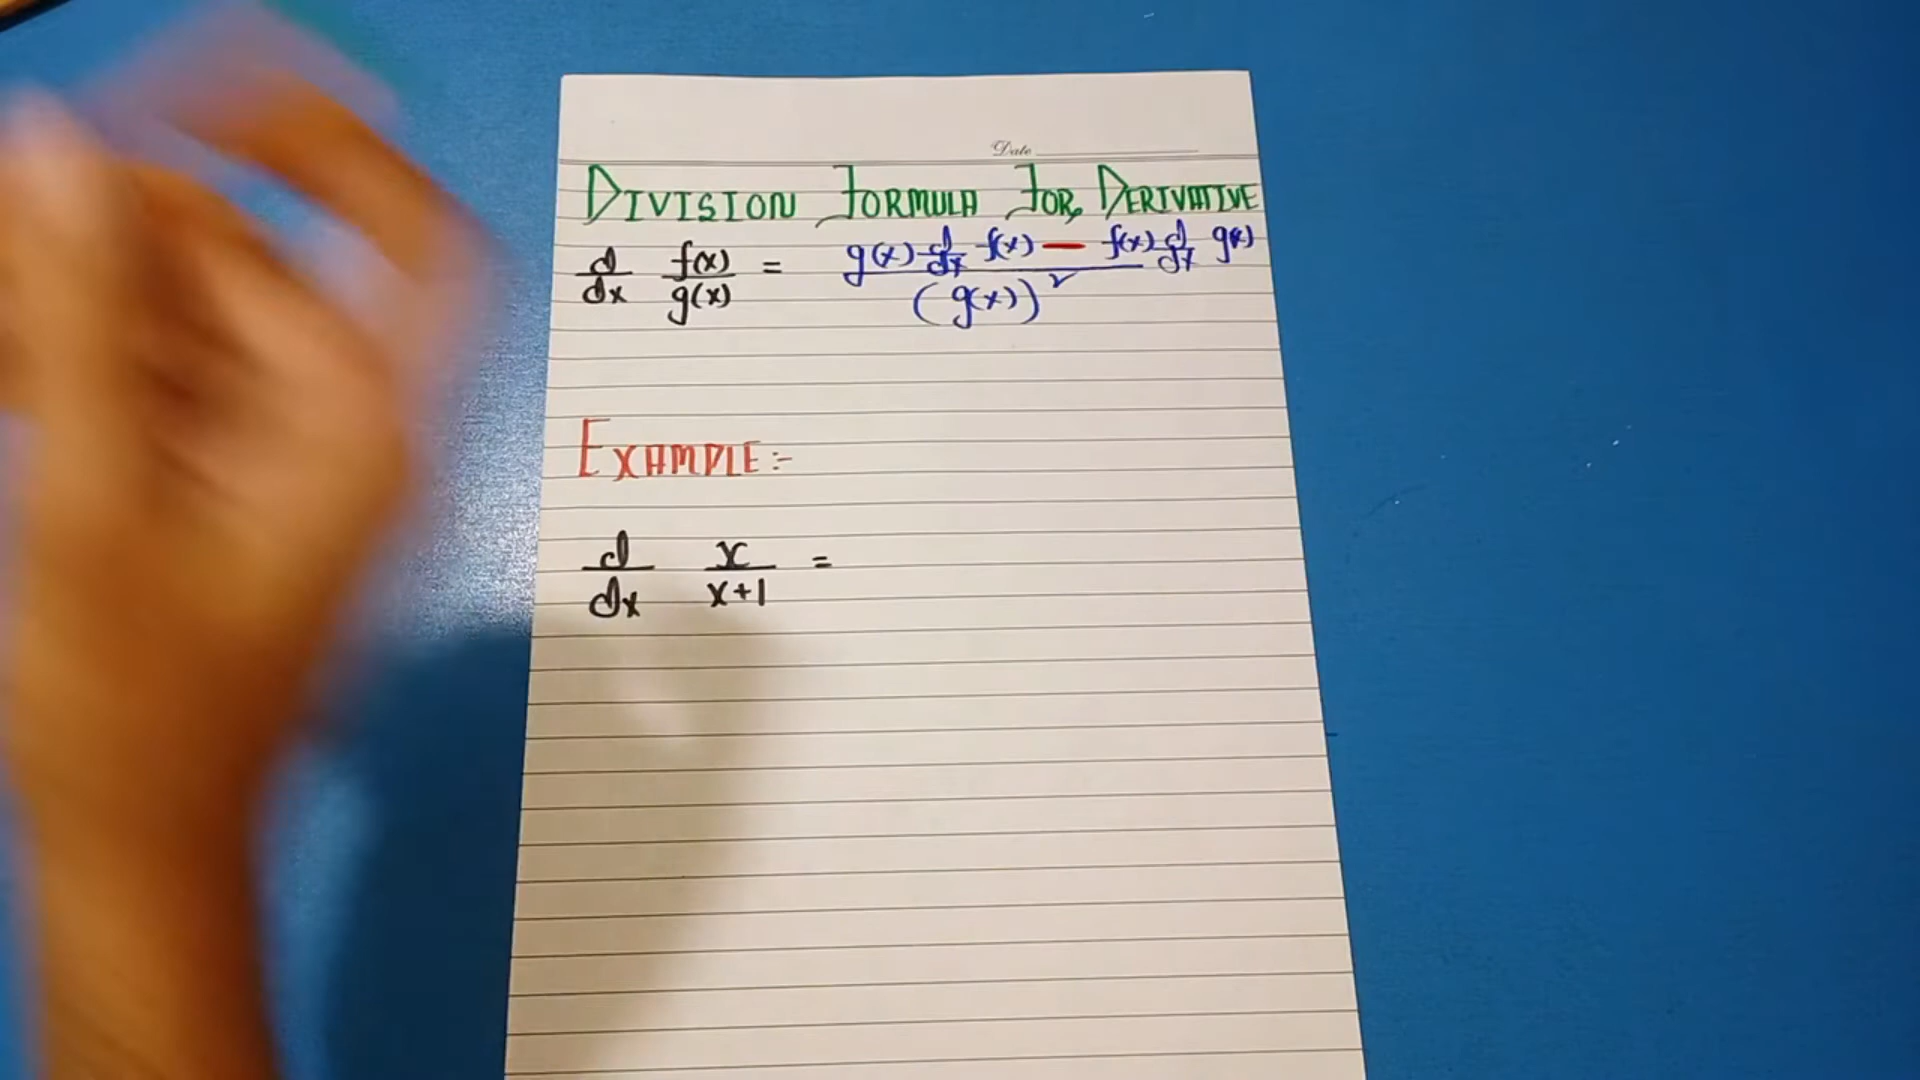 Date
DIVISION FORMULA FOR DERIVATIVE
d/dx f(x)/g(x) = g(x) d/dx f(x) — f(x) d/dx g(x) / (g(x))²
EXAMPLE :-
d/dx x/x+1 =